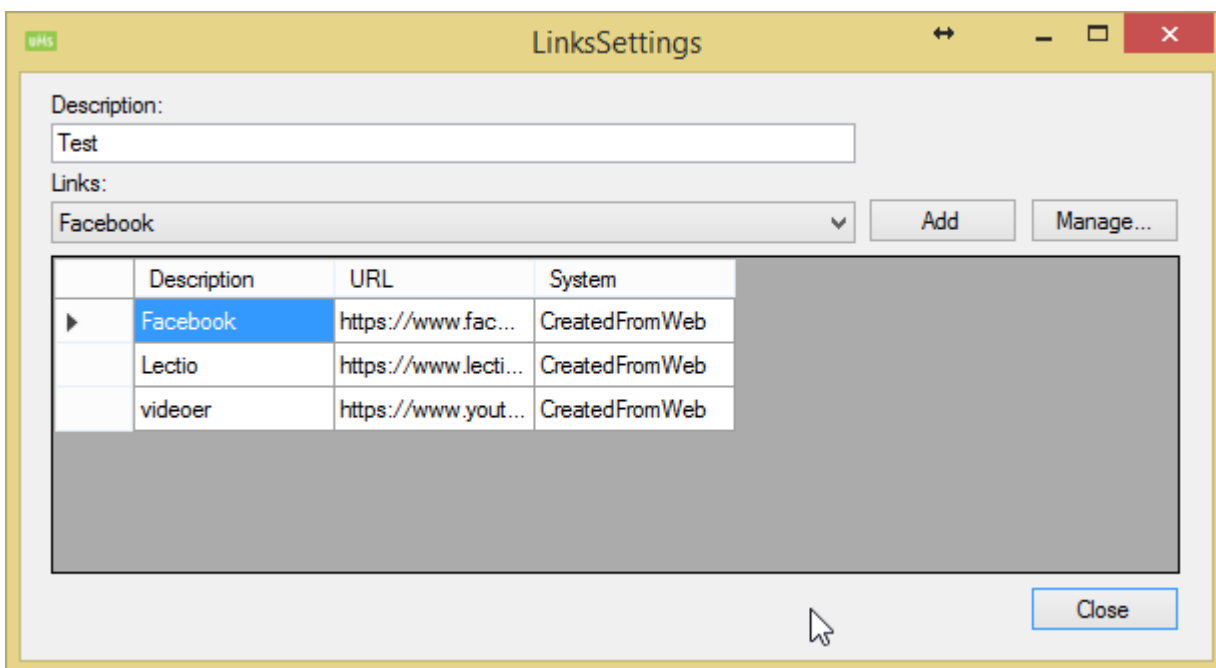 uMs LinksSettings
Description:
Test
Links:
Facebook Add Manage...
Description URL System
Facebook https://www.fac... CreatedFromWeb
Lectio https://www.lecti... CreatedFromWeb
videoer https://www.yout... CreatedFromWeb
Close